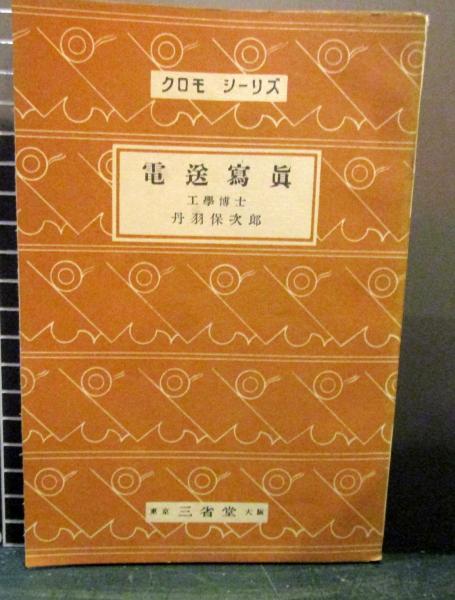 クロモ シーリズ
電送寫眞
工學博士
丹羽保次郎
東京 三省堂 大阪